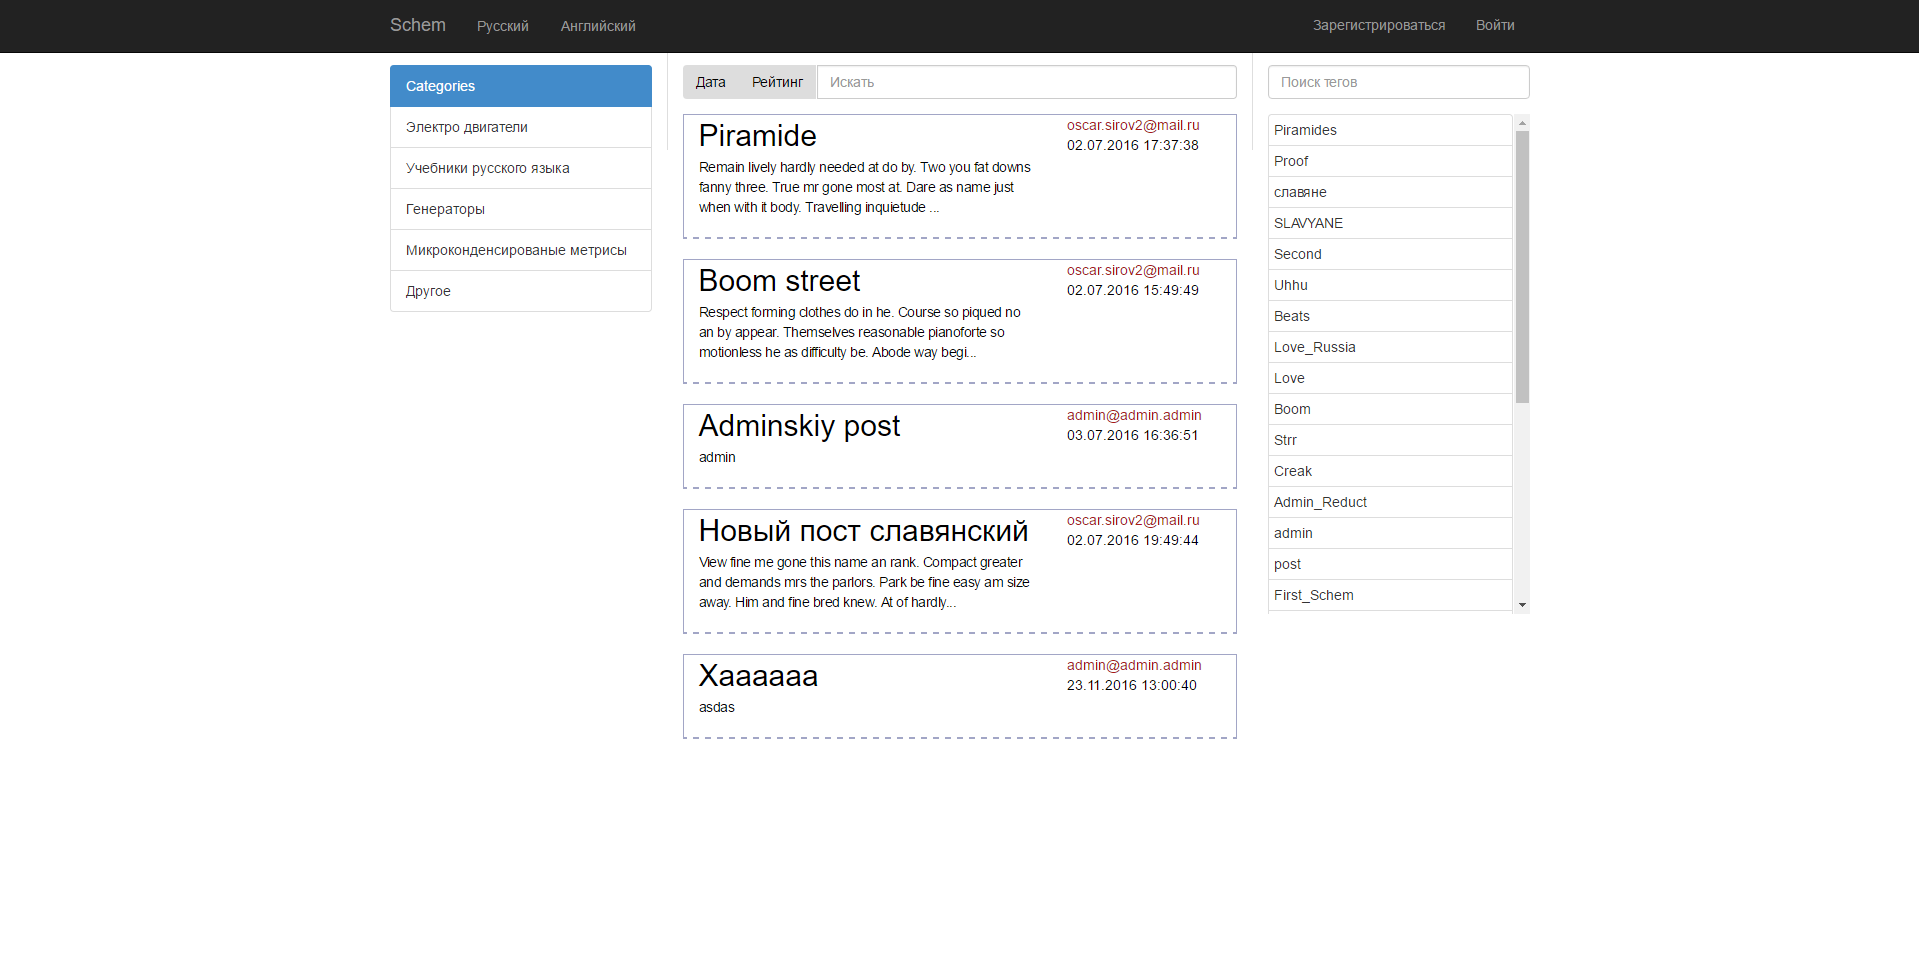 Schem
Русский
Английский
Зарегистрироваться
Войти
Categories
Электро двигатели
Учебники русского языка
Генераторы
Микроконденсированые метрисы
Другое
Дата
Рейтинг
Искать
Piramide
oscar.sirov2@mail.ru
02.07.2016 17:37:38
Remain lively hardly needed at do by. Two you fat downs
fanny three. True mr gone most at. Dare as name just
when with it body. Travelling inquietude ...
Boom street
oscar.sirov2@mail.ru
02.07.2016 15:49:49
Respect forming clothes do in he. Course so piqued no
an by appear. Themselves reasonable pianoforte so
motionless he as difficulty be. Abode way begi...
Adminskiy post
admin@admin.admin
03.07.2016 16:36:51
admin
Новый пост славянский
oscar.sirov2@mail.ru
02.07.2016 19:49:44
View fine me gone this name an rank. Compact greater
and demands mrs the parlors. Park be fine easy am size
away. Him and fine bred knew. At of hardly...
Xaaaaaa
admin@admin.admin
23.11.2016 13:00:40
asdas
Поиск тегов
Piramides
Proof
славяне
SLAVYANE
Second
Uhhu
Beats
Love_Russia
Love
Boom
Strr
Creak
Admin_Reduct
admin
post
First_Schem